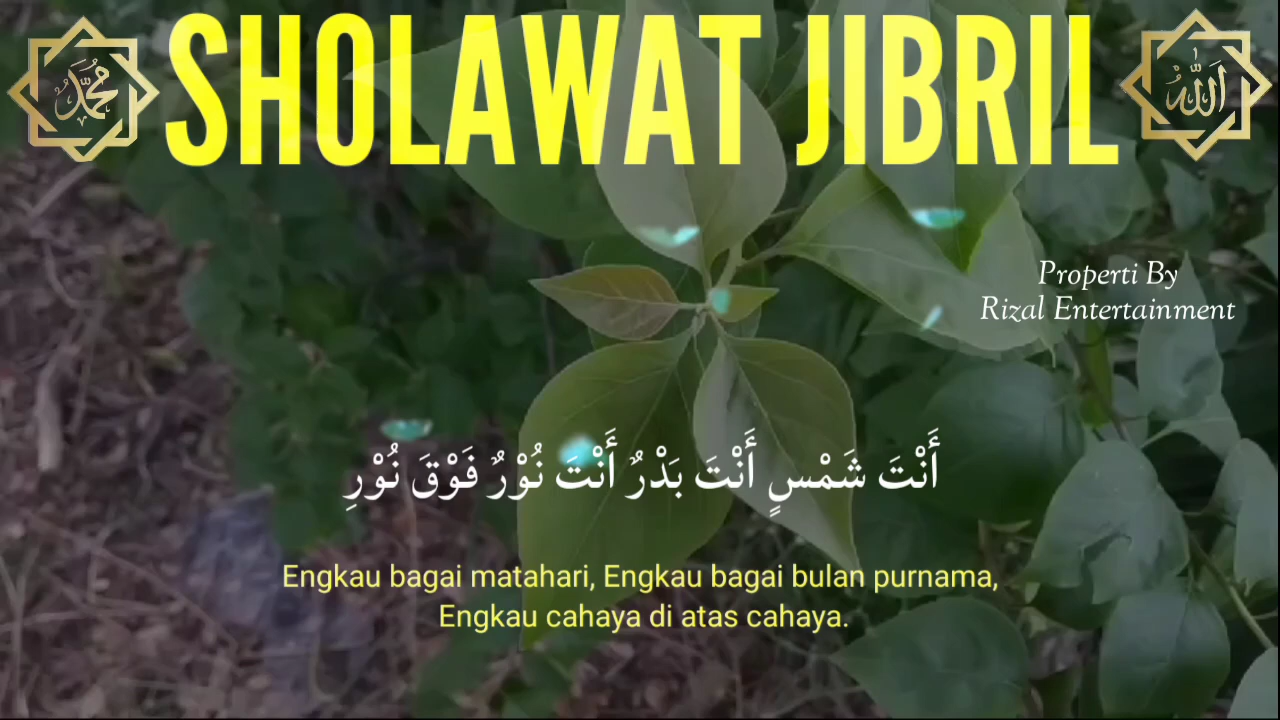 SHOLAWAT JIBRIL
محمد
الله
Properti By
Rizal Entertainment
أَنْتَ شَمْسٍ أَنْتَ بَدْرٌ أَنْتَ نُوْرٌ فَوْقَ نُوْرِ
Engkau bagai matahari, Engkau bagai bulan purnama,
Engkau cahaya di atas cahaya.